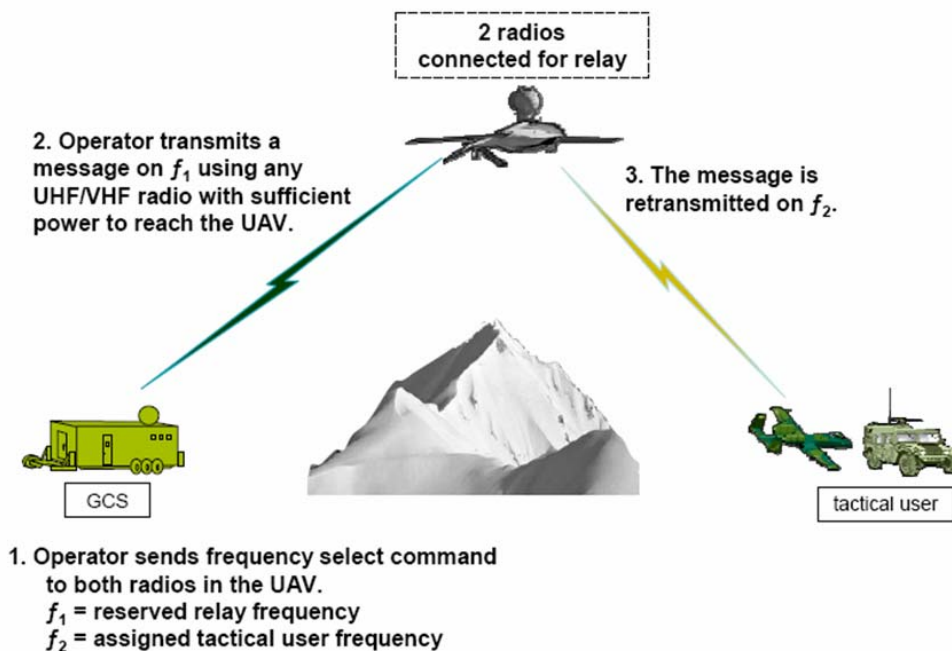 2 radios
connected for relay
2. Operator transmits a
message on f₁ using any
UHF/VHF radio with sufficient
power to reach the UAV.
3. The message is
retransmitted on f₂.
GCS
tactical user
1. Operator sends frequency select command
to both radios in the UAV.
f₁ = reserved relay frequency
f₂ = assigned tactical user frequency